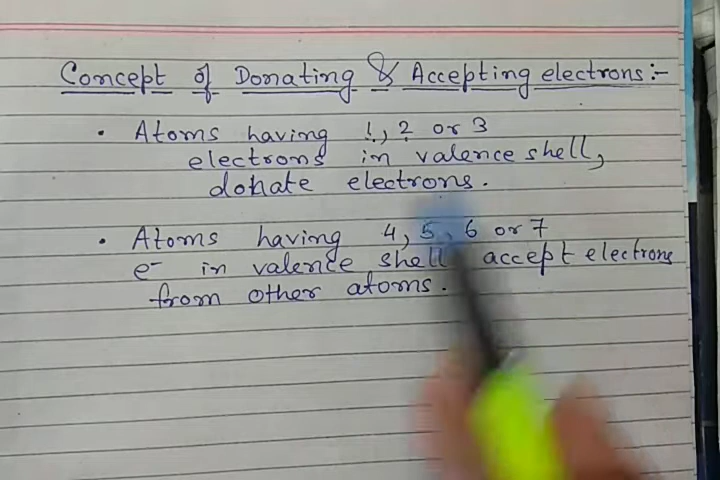 Concept of Donating & Accepting electrons:-
• Atoms having 1, 2 or 3
electrons in valence shell,
donate electrons.
• Atoms having 4, 5, 6 or 7
e⁻ in valence shell accept electrons
from other atoms.